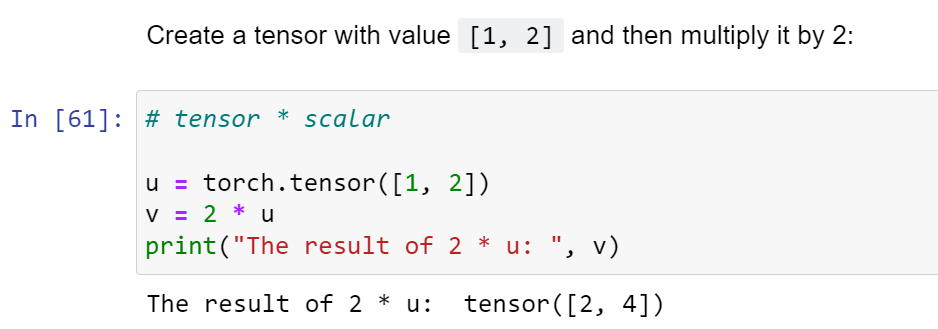 Create a tensor with value [1, 2] and then multiply it by 2:
In [61]: # tensor * scalar
u = torch.tensor([1, 2])
v = 2 * u
print("The result of 2 * u: ", v)
The result of 2 * u:  tensor([2, 4])